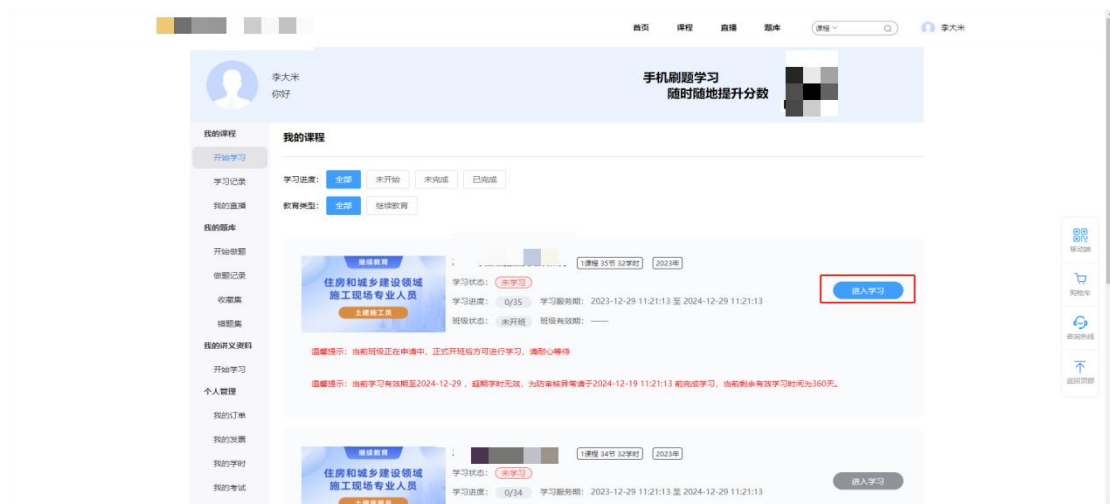 首页 课程 直播 题库 课程 李大米
李大米
你好
手机刷题学习
随时随地提升分数
我的课程
开始学习
学习记录
我的直播
我的题库
开始做题
做题记录
收藏集
错题集
我的讲义资料
开始学习
个人管理
我的订单
我的发票
我的学时
我的考试
我的课程
学习进度: 全部 未开始 未完成 已完成
教育类型: 全部 继续教育
继续教育
住房和城乡建设领域
施工现场专业人员
土建施工员
1课程 35节 32学时 2023年
学习状态: 未学习
学习进度: 0/35 学习服务期: 2023-12-29 11:21:13 至 2024-12-29 11:21:13
班级状态: 未开班 班级有效期: ——
进入学习
温馨提示: 当前班级正在申请中, 正式开班后方可进行学习, 请耐心等待
温馨提示: 当前学习有效期至2024-12-29 , 超期学时无效, 为防审核异常请于2024-12-19 11:21:13 前完成学习, 当前剩余有效学习时间为360天。
继续教育
住房和城乡建设领域
施工现场专业人员
1课程 34节 32学时 2023年
学习状态: 未学习
学习进度: 0/34 学习服务期: 2023-12-29 11:21:13 至 2024-12-29 11:21:13
进入学习
移动端
购物车
咨询热线
返回顶部